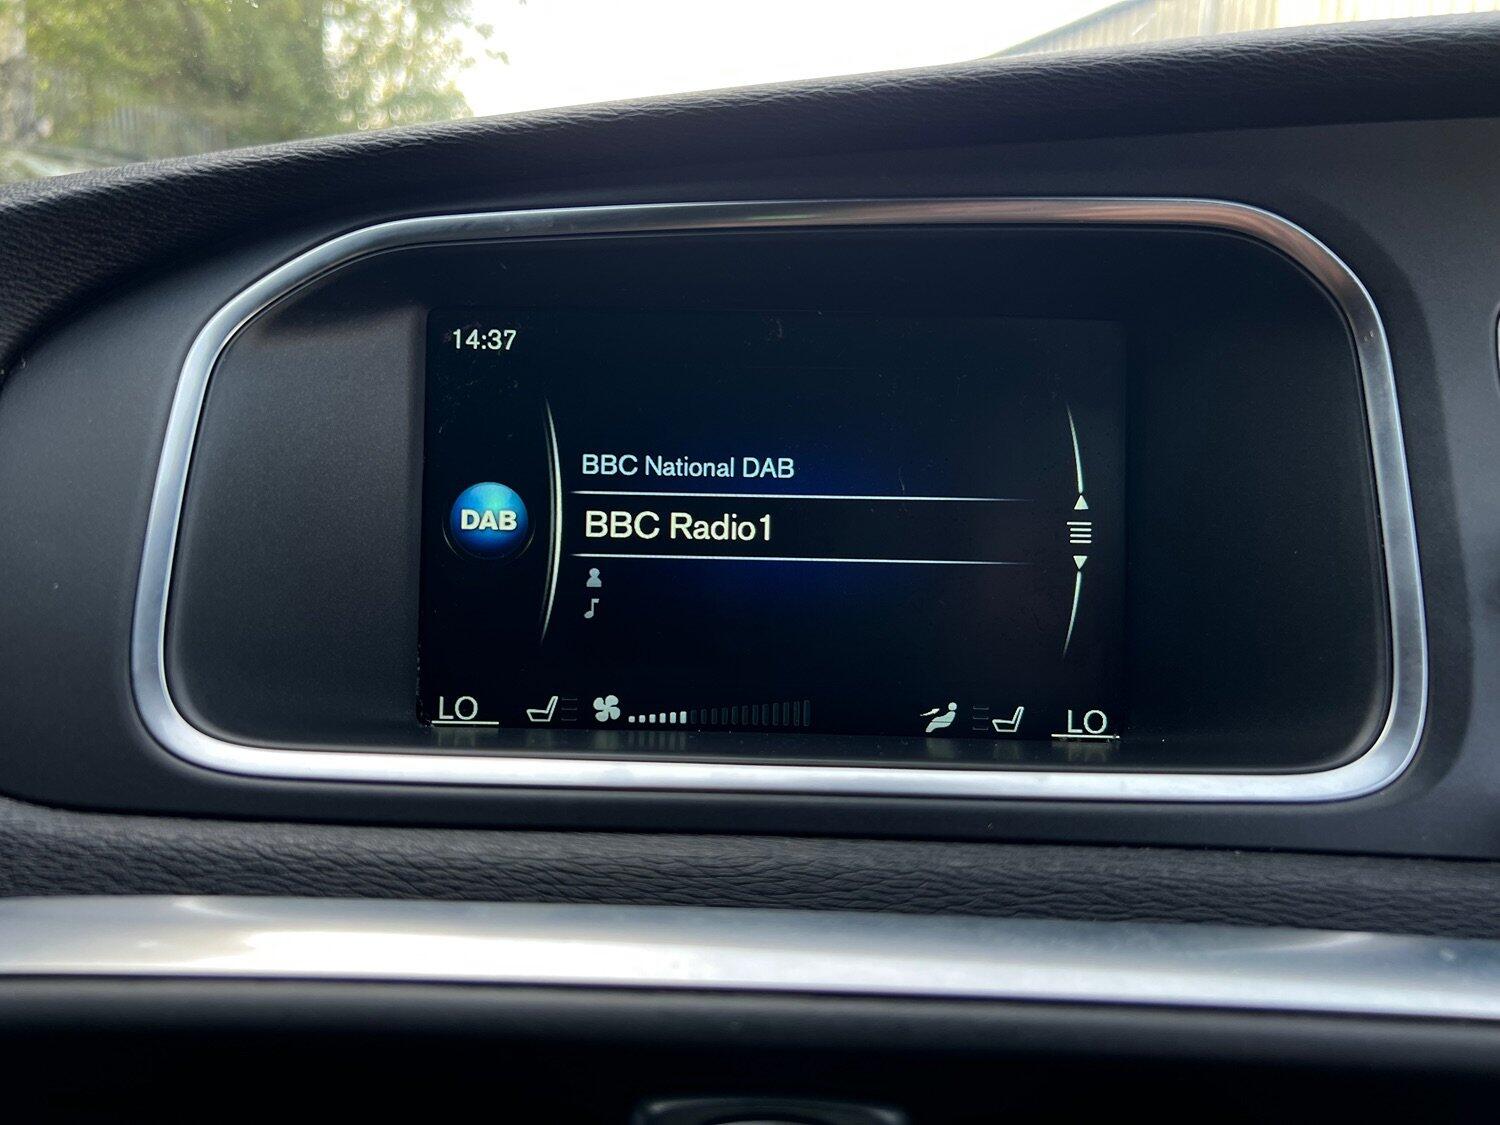 14:37
BBC National DAB
DAB
BBC Radio1
LO
LO